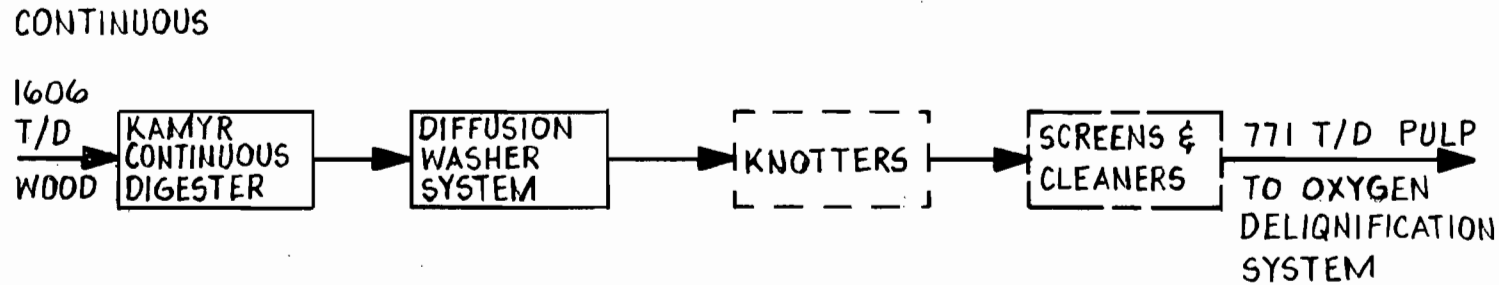 CONTINUOUS
1606
T/D
WOOD
KAMYR
CONTINUOUS
DIGESTER
DIFFUSION
WASHER
SYSTEM
KNOTTERS
SCREENS &
CLEANERS
771 T/D PULP
TO OXYGEN
DELIQNIFICATION
SYSTEM